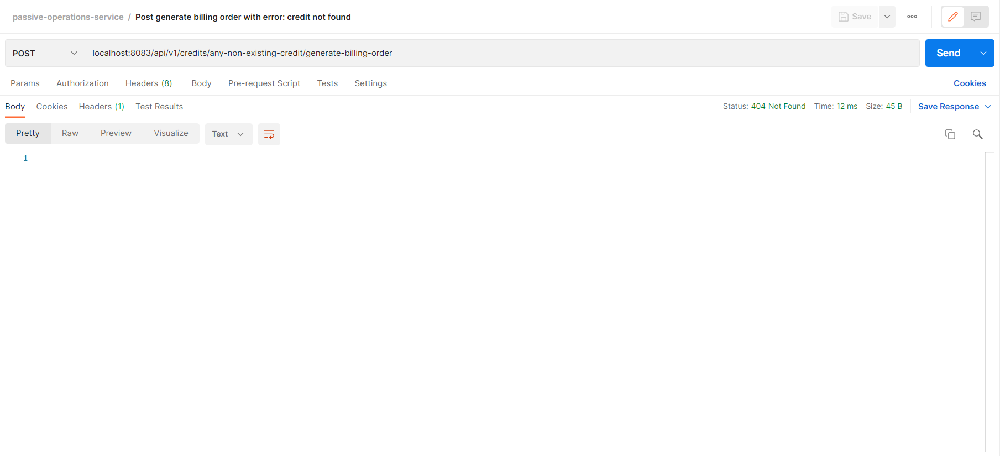 passive-operations-service / Post generate billing order with error: credit not found
Save
POST localhost:8083/api/v1/credits/any-non-existing-credit/generate-billing-order Send
Params Authorization Headers (8) Body Pre-request Script Tests Settings Cookies
Body Cookies Headers (1) Test Results Status: 404 Not Found Time: 12 ms Size: 45 B Save Response
Pretty Raw Preview Visualize Text
1